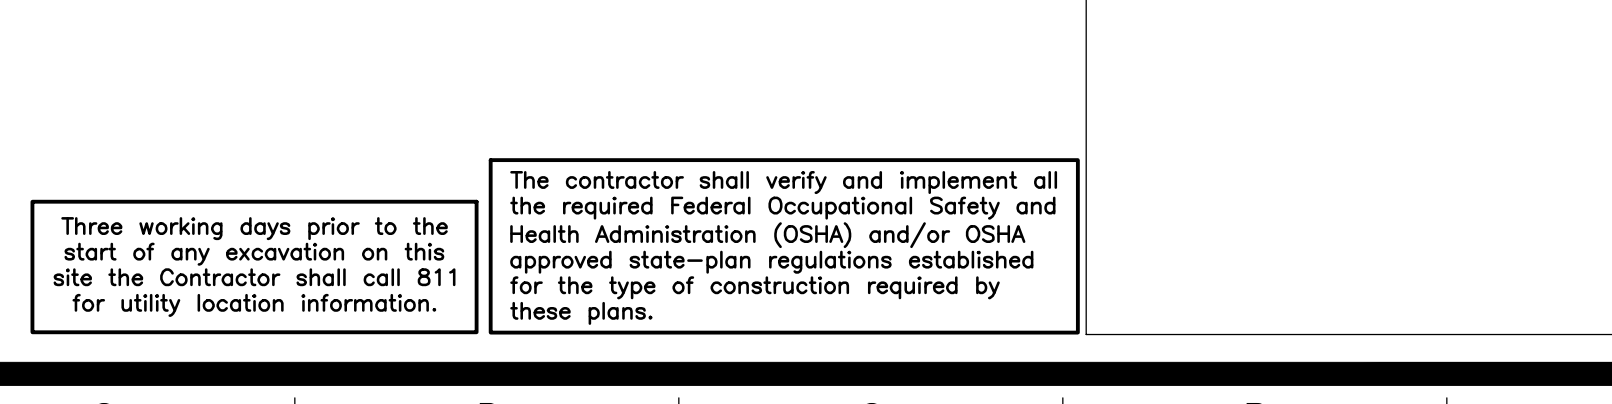 Three working days prior to the
start of any excavation on this
site the Contractor shall call 811
for utility location information.
The contractor shall verify and implement all
the required Federal Occupational Safety and
Health Administration (OSHA) and/or OSHA
approved state-plan regulations established
for the type of construction required by
these plans.